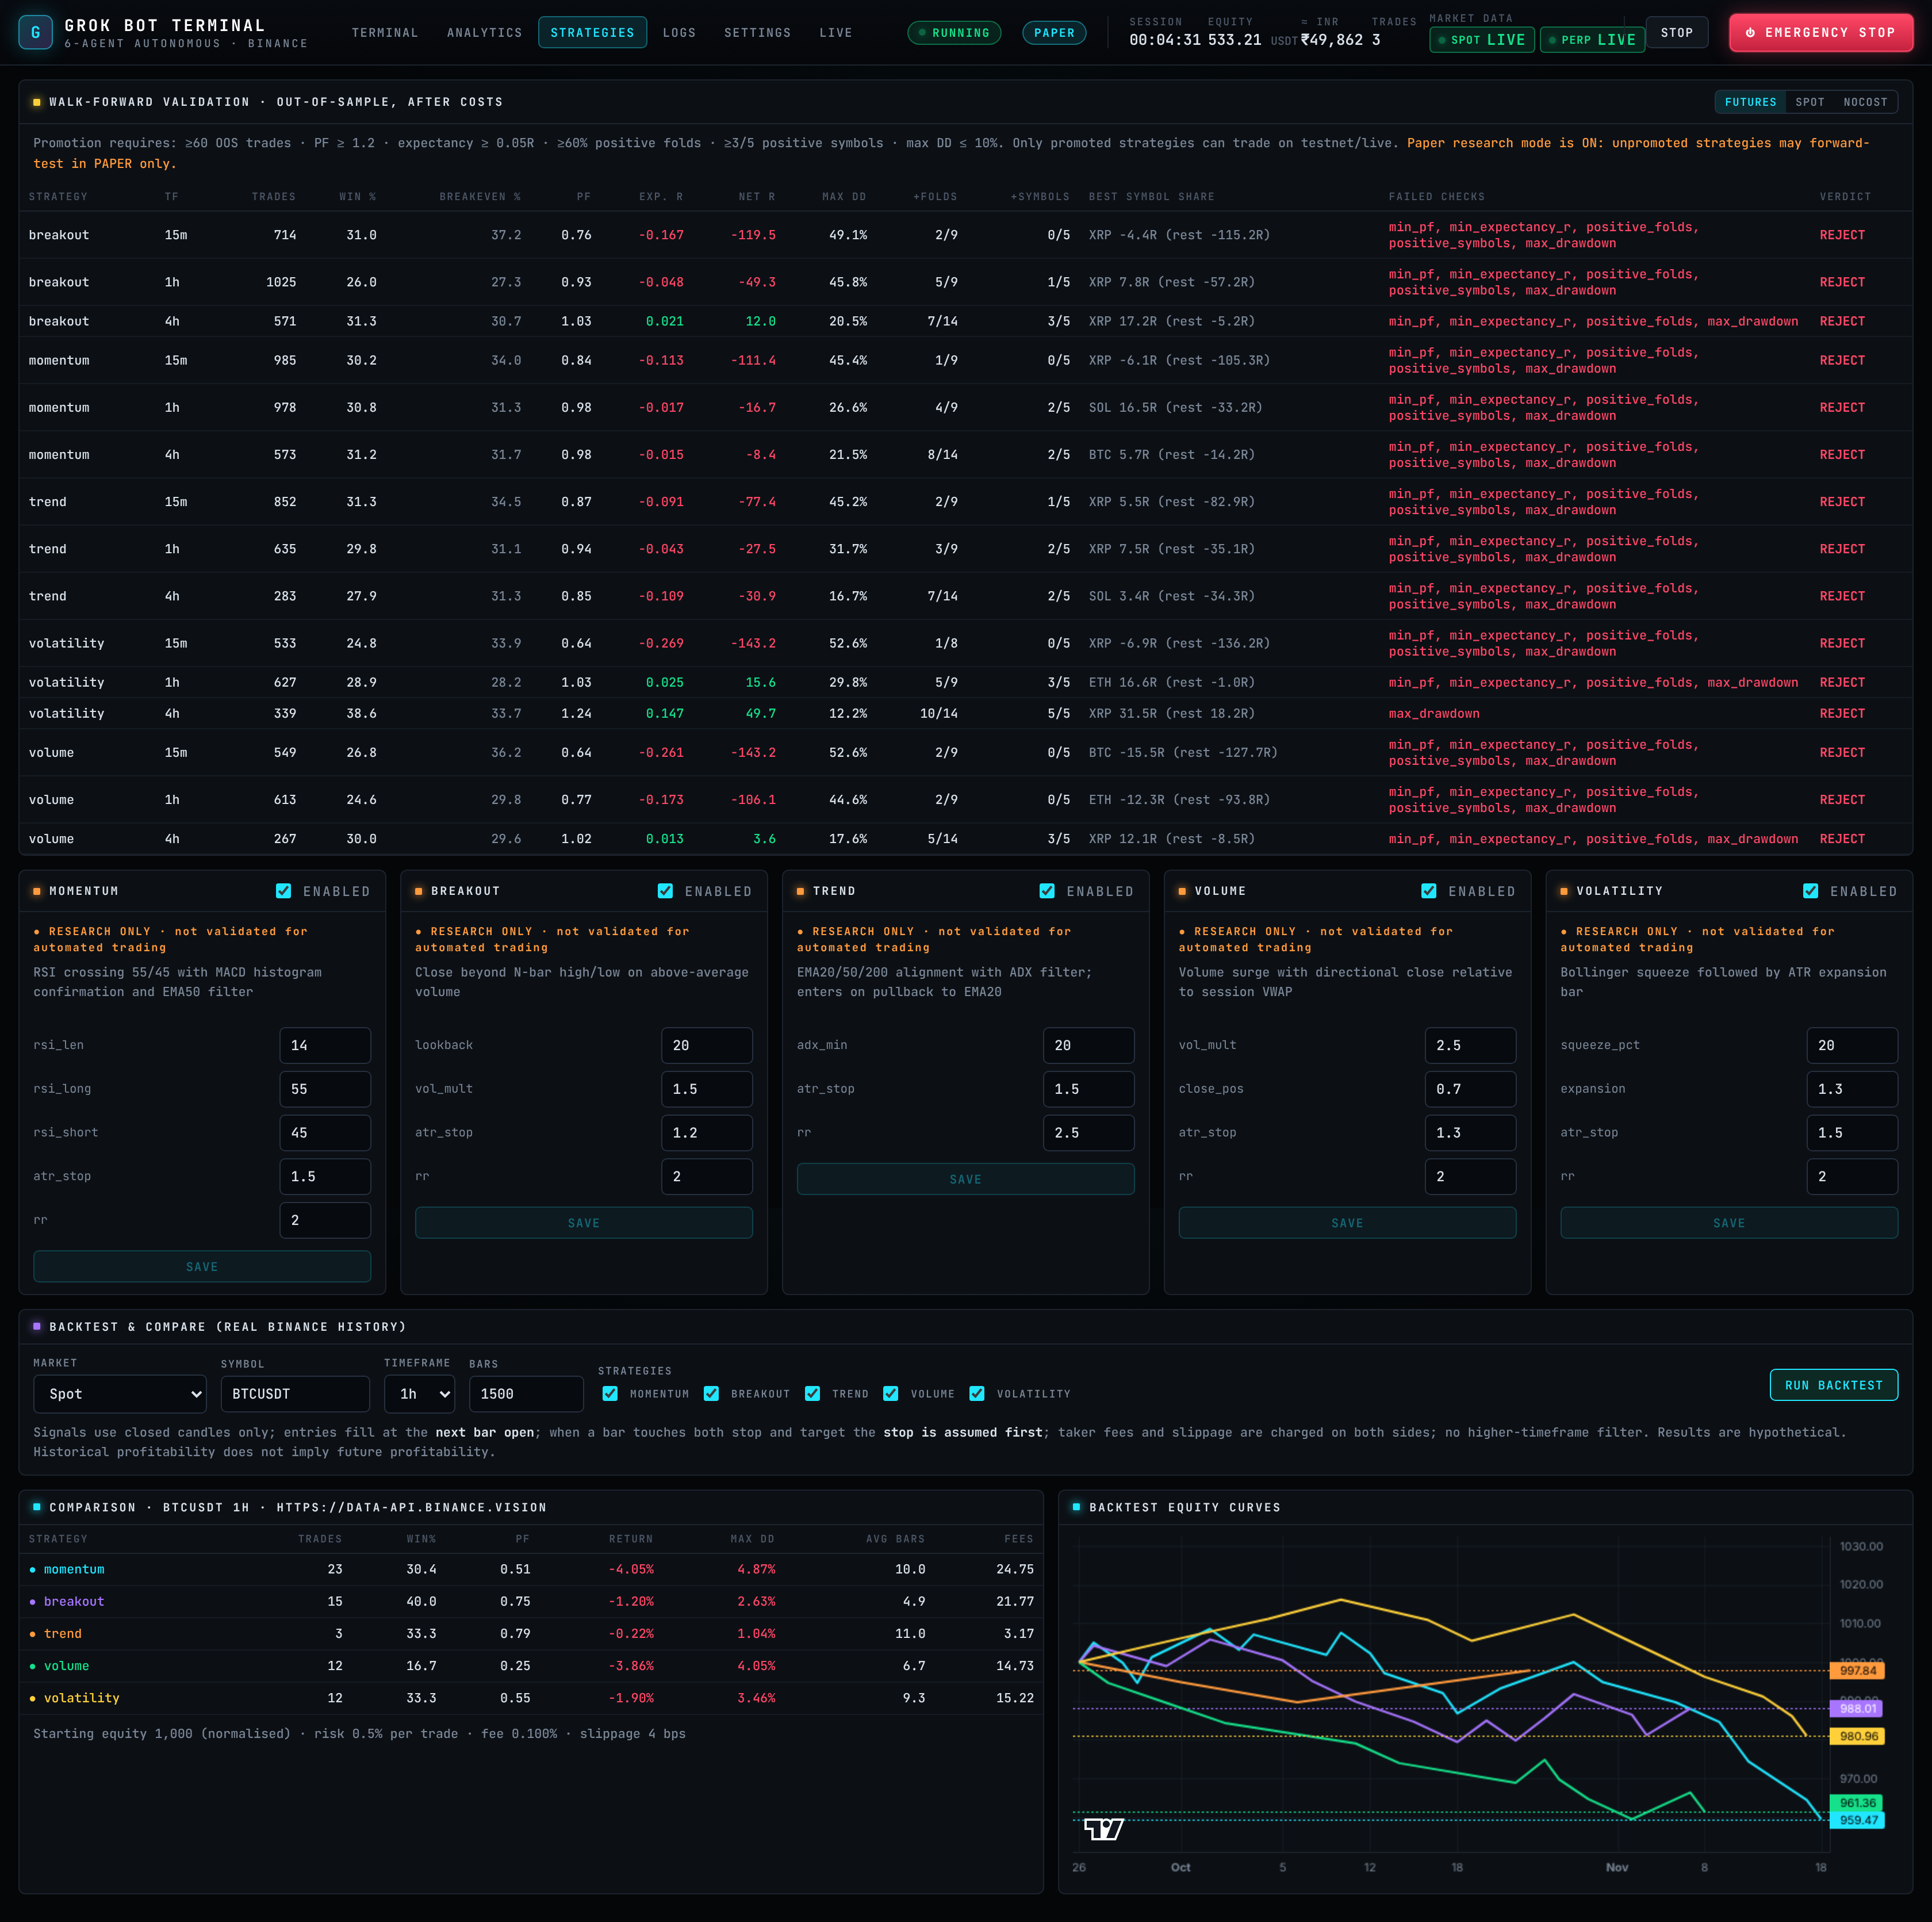 G
GROK BOT TERMINAL
6-AGENT AUTONOMOUS · BINANCE
TERMINAL ANALYTICS STRATEGIES LOGS SETTINGS LIVE
RUNNING PAPER
SESSION EQUITY ≈ INR TRADES MARKET DATA
00:04:31 533.21 USDT ₹49,862 3 SPOT LIVE PERP LIVE
STOP EMERGENCY STOP
WALK-FORWARD VALIDATION · OUT-OF-SAMPLE, AFTER COSTS
FUTURES SPOT NOCOST
Promotion requires: ≥60 OOS trades · PF ≥ 1.2 · expectancy ≥ 0.05R · ≥60% positive folds · ≥3/5 positive symbols · max DD ≤ 10%. Only promoted strategies can trade on testnet/live. Paper research mode is ON: unpromoted strategies may forward-
test in PAPER only.
STRATEGY TF TRADES WIN % BREAKEVEN % PF EXP. R NET R MAX DD +FOLDS +SYMBOLS BEST SYMBOL SHARE FAILED CHECKS VERDICT
breakout 15m 714 31.0 37.2 0.76 -0.167 -119.5 49.1% 2/9 0/5 XRP -4.4R (rest -115.2R) min_pf, min_expectancy_r, positive_folds,
positive_symbols, max_drawdown REJECT
breakout 1h 1025 26.0 27.3 0.93 -0.048 -49.3 45.8% 5/9 1/5 XRP 7.8R (rest -57.2R) min_pf, min_expectancy_r, positive_folds,
positive_symbols, max_drawdown REJECT
breakout 4h 571 31.3 30.7 1.03 0.021 12.0 20.5% 7/14 3/5 XRP 17.2R (rest -5.2R) min_pf, min_expectancy_r, positive_folds, max_drawdown REJECT
momentum 15m 985 30.2 34.0 0.84 -0.113 -111.4 45.4% 1/9 0/5 XRP -6.1R (rest -105.3R) min_pf, min_expectancy_r, positive_folds,
positive_symbols, max_drawdown REJECT
momentum 1h 978 30.8 31.3 0.98 -0.017 -16.7 26.6% 4/9 2/5 SOL 16.5R (rest -33.2R) min_pf, min_expectancy_r, positive_folds,
positive_symbols, max_drawdown REJECT
momentum 4h 573 31.2 31.7 0.98 -0.015 -8.4 21.5% 8/14 2/5 BTC 5.7R (rest -14.2R) min_pf, min_expectancy_r, positive_folds,
positive_symbols, max_drawdown REJECT
trend 15m 852 31.3 34.5 0.87 -0.091 -77.4 45.2% 2/9 1/5 XRP 5.5R (rest -82.9R) min_pf, min_expectancy_r, positive_folds,
positive_symbols, max_drawdown REJECT
trend 1h 635 29.8 31.1 0.94 -0.043 -27.5 31.7% 3/9 2/5 XRP 7.5R (rest -35.1R) min_pf, min_expectancy_r, positive_folds,
positive_symbols, max_drawdown REJECT
trend 4h 283 27.9 31.3 0.85 -0.109 -30.9 16.7% 7/14 2/5 SOL 3.4R (rest -34.3R) min_pf, min_expectancy_r, positive_folds,
positive_symbols, max_drawdown REJECT
volatility 15m 533 24.8 33.9 0.64 -0.269 -143.2 52.6% 1/8 0/5 XRP -6.9R (rest -136.2R) min_pf, min_expectancy_r, positive_folds,
positive_symbols, max_drawdown REJECT
volatility 1h 627 28.9 28.2 1.03 0.025 15.6 29.8% 5/9 3/5 ETH 16.6R (rest -1.0R) min_pf, min_expectancy_r, positive_folds, max_drawdown REJECT
volatility 4h 339 38.6 33.7 1.24 0.147 49.7 12.2% 10/14 5/5 XRP 31.5R (rest 18.2R) max_drawdown REJECT
volume 15m 549 26.8 36.2 0.64 -0.261 -143.2 52.6% 2/9 0/5 BTC -15.5R (rest -127.7R) min_pf, min_expectancy_r, positive_folds,
positive_symbols, max_drawdown REJECT
volume 1h 613 24.6 29.8 0.77 -0.173 -106.1 44.6% 2/9 0/5 ETH -12.3R (rest -93.8R) min_pf, min_expectancy_r, positive_folds,
positive_symbols, max_drawdown REJECT
volume 4h 267 30.0 29.6 1.02 0.013 3.6 17.6% 5/14 3/5 XRP 12.1R (rest -8.5R) min_pf, min_expectancy_r, positive_folds, max_drawdown REJECT
MOMENTUM ENABLED
● RESEARCH ONLY · not validated for
automated trading
RSI crossing 55/45 with MACD histogram
confirmation and EMA50 filter
rsi_len 14
rsi_long 55
rsi_short 45
atr_stop 1.5
rr 2
SAVE
BREAKOUT ENABLED
● RESEARCH ONLY · not validated for
automated trading
Close beyond N-bar high/low on above-average
volume
lookback 20
vol_mult 1.5
atr_stop 1.2
rr 2
SAVE
TREND ENABLED
● RESEARCH ONLY · not validated for
automated trading
EMA20/50/200 alignment with ADX filter;
enters on pullback to EMA20
adx_min 20
atr_stop 1.5
rr 2.5
SAVE
VOLUME ENABLED
● RESEARCH ONLY · not validated for
automated trading
Volume surge with directional close relative
to session VWAP
vol_mult 2.5
close_pos 0.7
atr_stop 1.3
rr 2
SAVE
VOLATILITY ENABLED
● RESEARCH ONLY · not validated for
automated trading
Bollinger squeeze followed by ATR expansion
bar
squeeze_pct 20
expansion 1.3
atr_stop 1.5
rr 2
SAVE
BACKTEST & COMPARE (REAL BINANCE HISTORY)
MARKET SYMBOL TIMEFRAME BARS STRATEGIES
Spot BTCUSDT 1h 1500 MOMENTUM BREAKOUT TREND VOLUME VOLATILITY
RUN BACKTEST
Signals use closed candles only; entries fill at the next bar open; when a bar touches both stop and target the stop is assumed first; taker fees and slippage are charged on both sides; no higher-timeframe filter. Results are hypothetical.
Historical profitability does not imply future profitability.
COMPARISON · BTCUSDT 1H · HTTPS://DATA-API.BINANCE.VISION
STRATEGY TRADES WIN% PF RETURN MAX DD AVG BARS FEES
● momentum 23 30.4 0.51 -4.05% 4.87% 10.0 24.75
● breakout 15 40.0 0.75 -1.20% 2.63% 4.9 21.77
● trend 3 33.3 0.79 -0.22% 1.04% 11.0 3.17
● volume 12 16.7 0.25 -3.86% 4.05% 6.7 14.73
● volatility 12 33.3 0.55 -1.90% 3.46% 9.3 15.22
Starting equity 1,000 (normalised) · risk 0.5% per trade · fee 0.100% · slippage 4 bps
BACKTEST EQUITY CURVES
1030.00
1020.00
1010.00
997.84
988.01
980.96
970.00
961.36
959.47
26 Oct 5 12 18 Nov 8 18